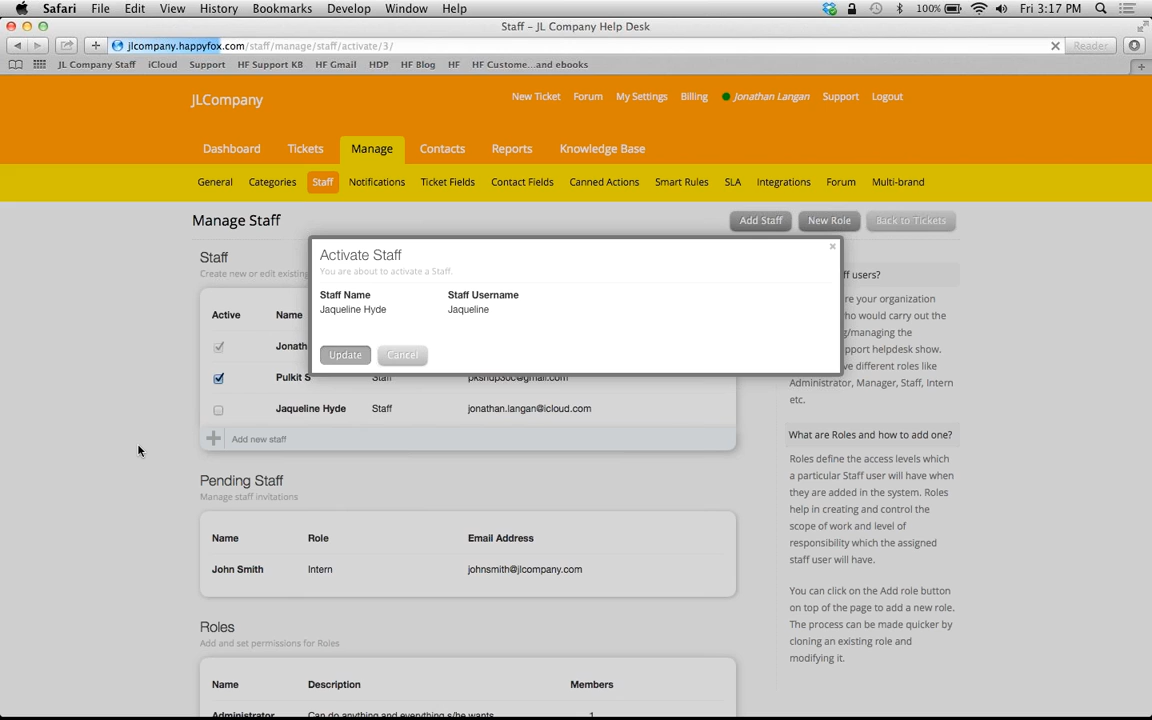 Safari File Edit View History Bookmarks Develop Window Help 100% Fri 3:17 PM
Staff – JL Company Help Desk
jlcompany.happyfox.com/staff/manage/staff/activate/3/ Reader
JL Company Staff iCloud Support HF Support KB HF Gmail HDP HF Blog HF HF Custome...and ebooks
JLCompany
New Ticket Forum My Settings Billing Jonathan Langan Support Logout
Dashboard Tickets Manage Contacts Reports Knowledge Base
General Categories Staff Notifications Ticket Fields Contact Fields Canned Actions Smart Rules SLA Integrations Forum Multi-brand
Manage Staff
Add Staff New Role Back to Tickets
Staff
Create new or edit existing
Active Name
Jonath
Pulkit S Staff
Jaqueline Hyde Staff jonathan.langan@icloud.com
Add new staff
Activate Staff
You are about to activate a Staff.
Staff Name Staff Username
Jaqueline Hyde Jaqueline
Update Cancel
Pending Staff
Manage staff invitations
Name Role Email Address
John Smith Intern johnsmith@jlcompany.com
Roles
Add and set permissions for Roles
Name Description Members
Administrator Can do anything and everything s/he wants 1
ff users?
re your organization
ho would carry out the
g/managing the
pport helpdesk show.
ve different roles like
Administrator, Manager, Staff, Intern
etc.
What are Roles and how to add one?
Roles define the access levels which
a particular Staff user will have when
they are added in the system. Roles
help in creating and control the
scope of work and level of
responsibility which the assigned
staff user will have.
You can click on the Add role button
on top of the page to add a new role.
The process can be made quicker by
cloning an existing role and
modifying it.